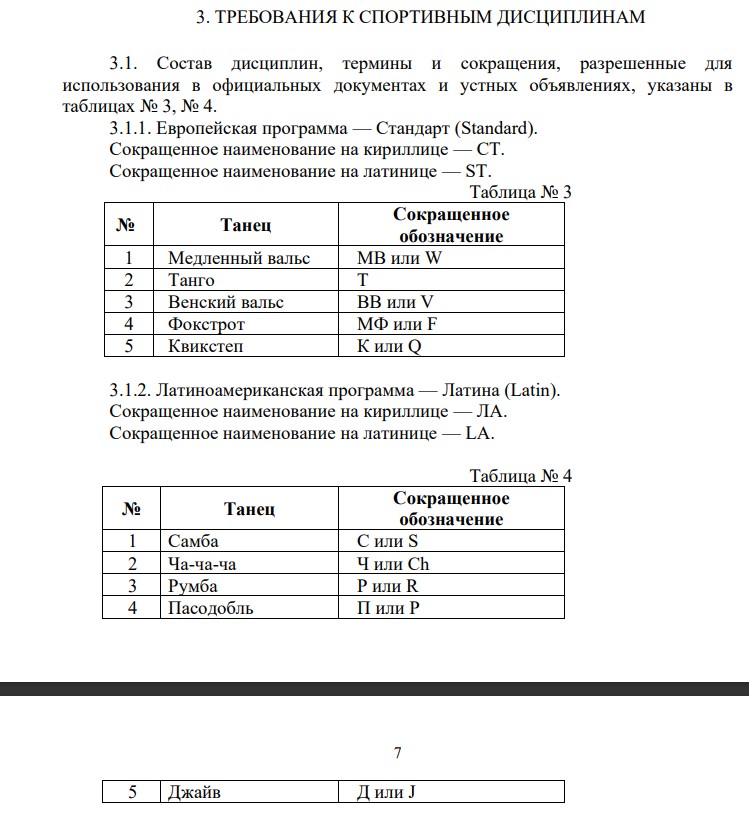 3. ТРЕБОВАНИЯ К СПОРТИВНЫМ ДИСЦИПЛИНАМ
3.1. Состав дисциплин, термины и сокращения, разрешенные для
использования в официальных документах и устных объявлениях, указаны в
таблицах № 3, № 4.
3.1.1. Европейская программа — Стандарт (Standard).
Сокращенное наименование на кириллице — СТ.
Сокращенное наименование на латинице — ST.
Таблица № 3
№ Танец Сокращенное
обозначение
1 Медленный вальс МВ или W
2 Танго Т
3 Венский вальс ВВ или V
4 Фокстрот МФ или F
5 Квикстеп К или Q
3.1.2. Латиноамериканская программа — Латина (Latin).
Сокращенное наименование на кириллице — ЛА.
Сокращенное наименование на латинице — LA.
Таблица № 4
№ Танец Сокращенное
обозначение
1 Самба С или S
2 Ча-ча-ча Ч или Ch
3 Румба Р или R
4 Пасодобль П или P
7
5 Джайв Д или J